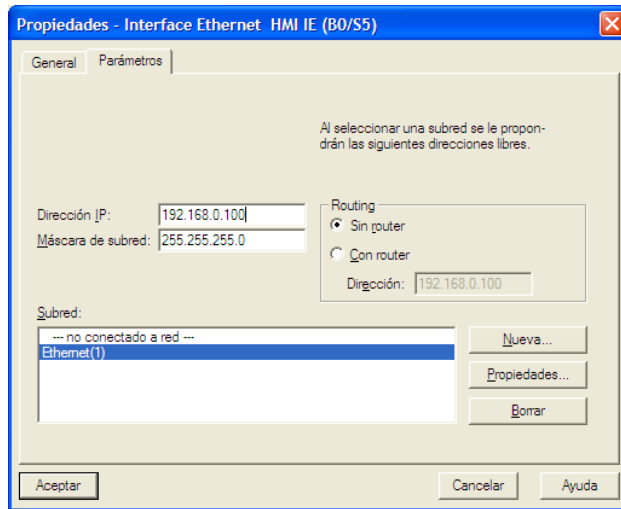 Propiedades - Interface Ethernet HMI IE (B0/S5)
General Parámetros
Al seleccionar una subred se le propon-
drán las siguientes direcciones libres.
Dirección IP: 192.168.0.100
Máscara de subred: 255.255.255.0
Routing
Sin router
Con router
Dirección: 192.168.0.100
Subred:
--- no conectado a red ---
Ethernet(1)
Nueva...
Propiedades...
Borrar
Aceptar Cancelar Ayuda